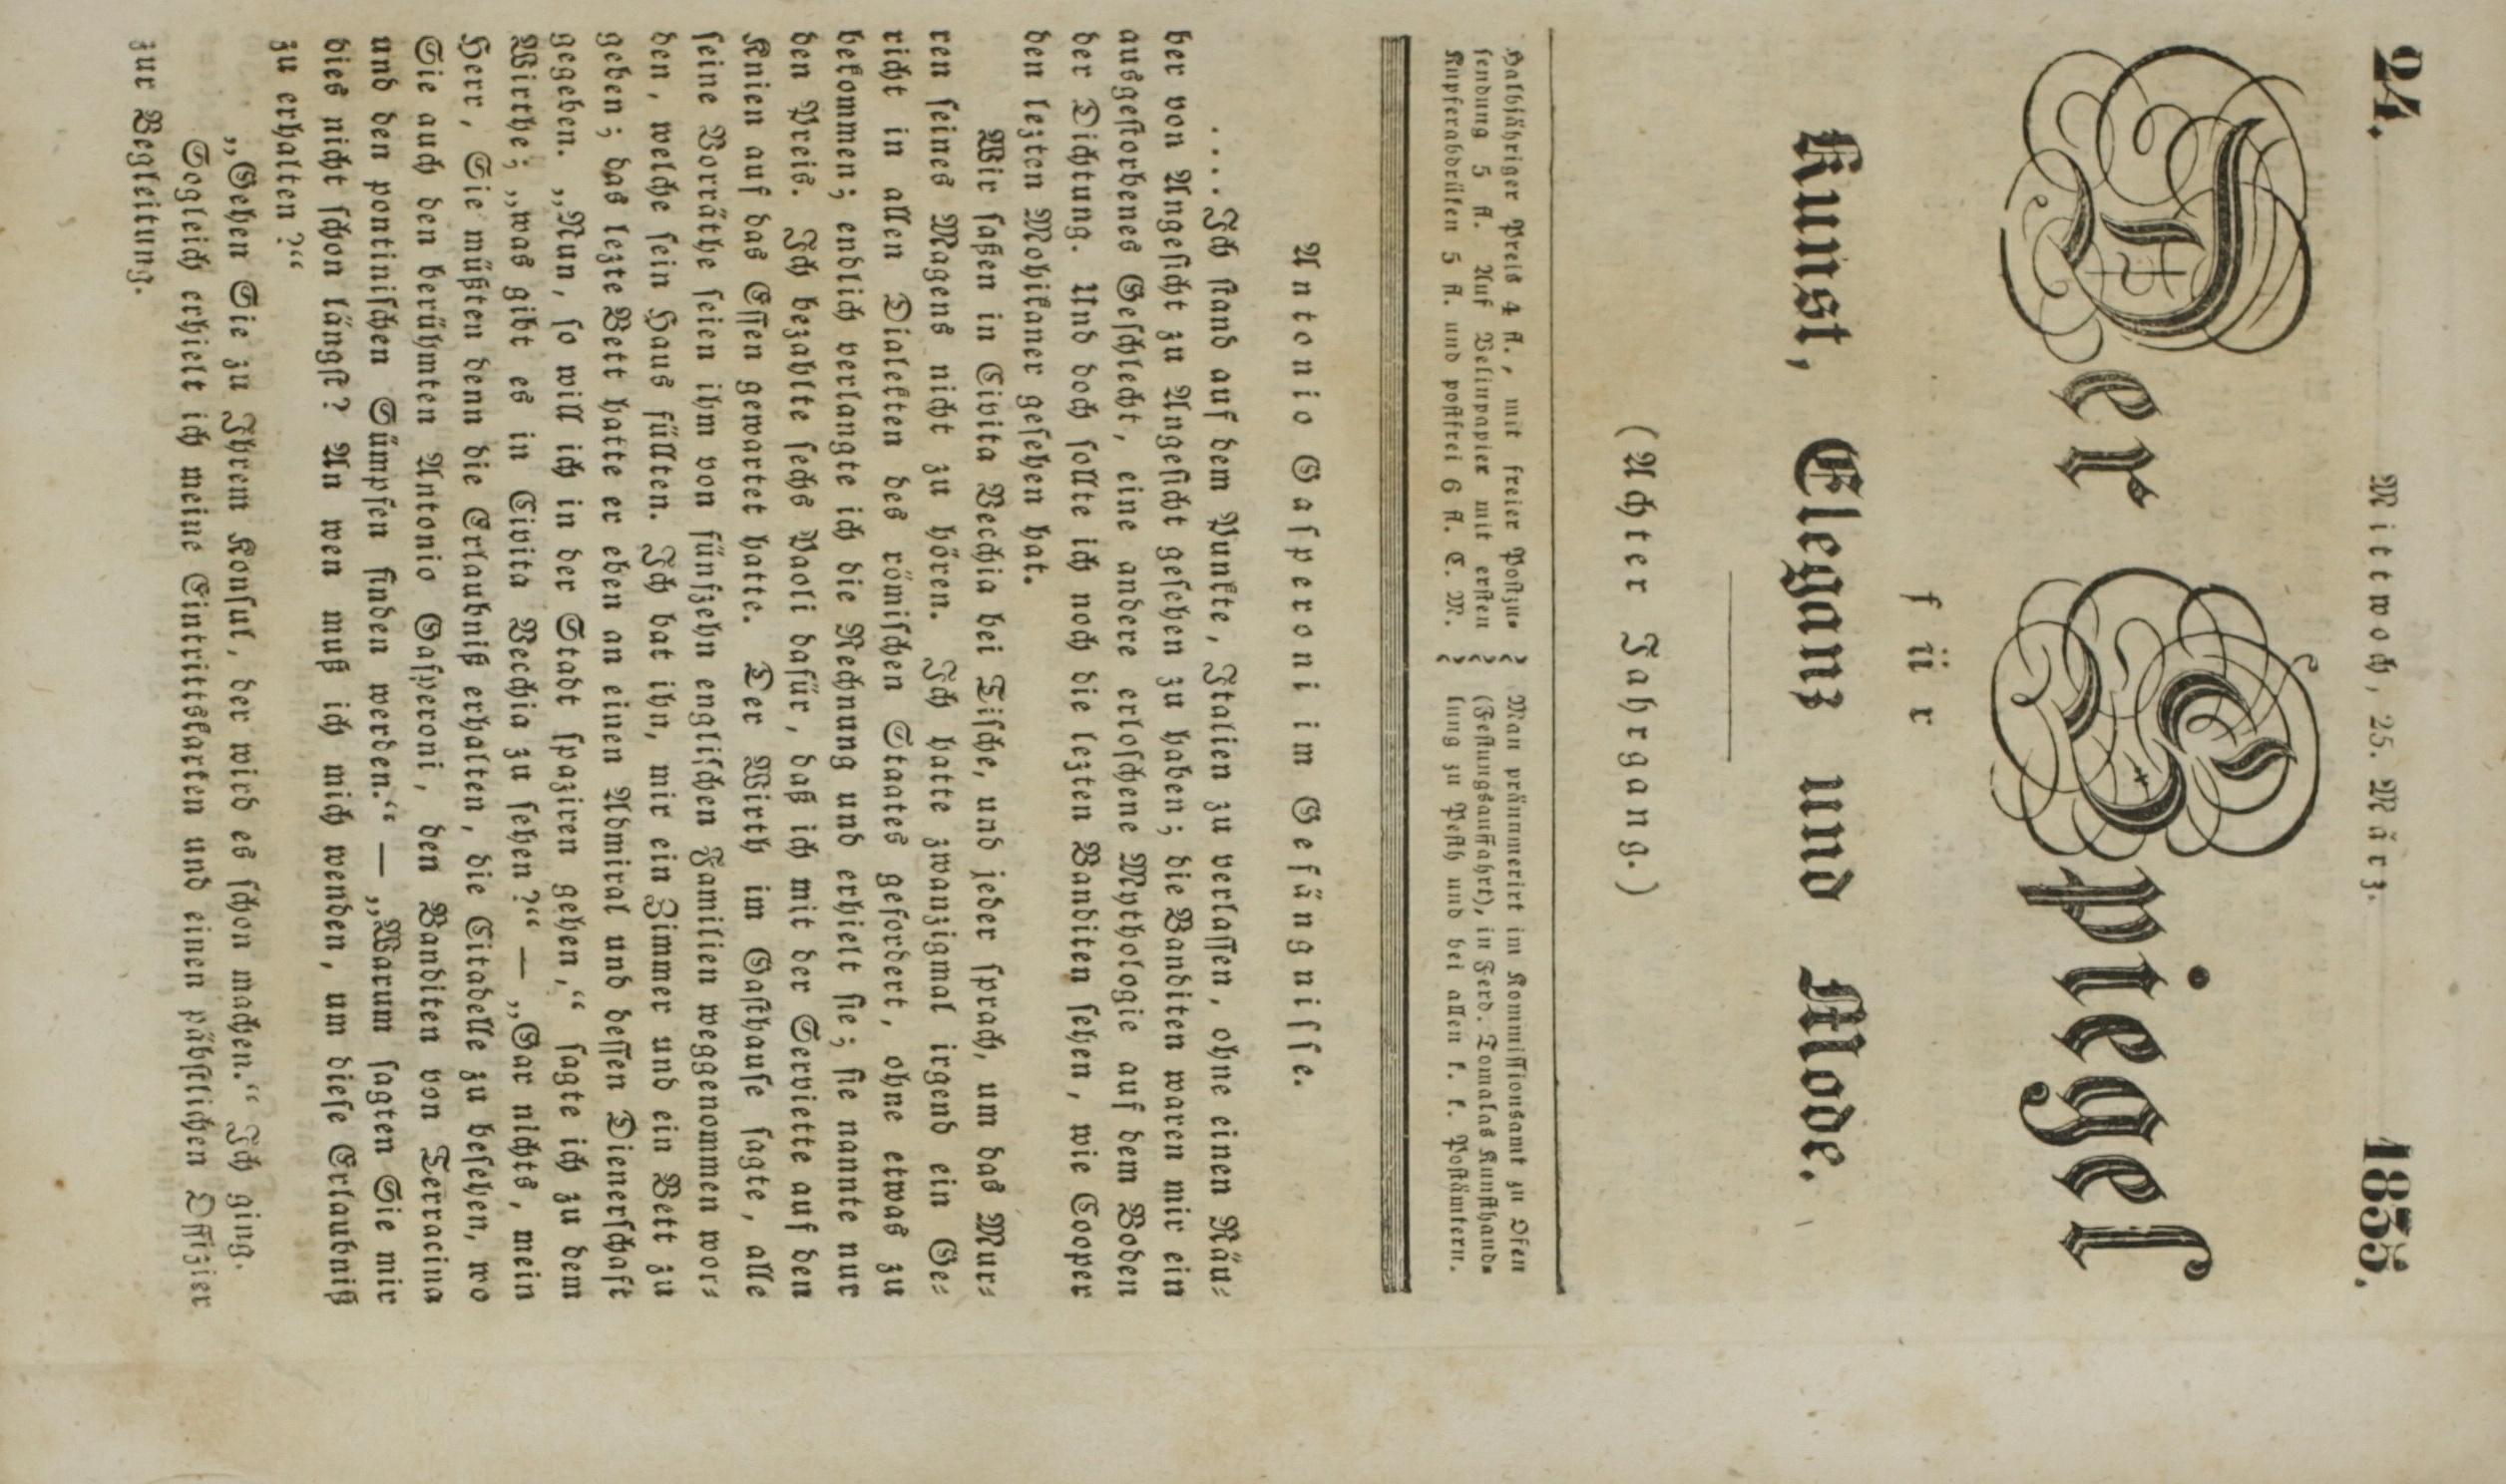 24. Mittwoch, 25. März. 1835.
Der Spiegel
für
Kunst, Eleganz und Mode.
(Achter Jahrgang.)
Halbjähriger Preis 4 fl., mit freier Postzu-
sendung 5 fl. Auf Velinpapier mit ersten
Kupferabdrüken 5 fl. und postfrei 6 fl. C. M.
Man pränumerirt im Kommissionsamt zu Ofen
(Festungsauffahrt), in Ferd. Tomalas Kunsthand-
lung zu Pesth und bei allen k. k. Postämtern.
Antonio Gasperoni im Gefängnisse.
. . . . Ich stand auf dem Punkte, Italien zu verlassen, ohne einen Räu-
ber von Angesicht zu Angesicht gesehen zu haben; die Banditen waren mir ein
ausgestorbenes Geschlecht, eine andere erloschene Mythologie auf dem Boden
der Dichtung. Und doch sollte ich noch die lezten Banditen sehen, wie Cooper
den lezten Mohikaner gesehen hat.
Wir saßen in Civita Vecchia bei Tische, und jeder sprach, um das Mur-
ren seines Magens nicht zu hören. Ich hatte zwanzigmal irgend ein Ge-
richt in allen Dialekten des römischen Staates gefordert, ohne etwas zu
bekommen; endlich verlangte ich die Rechnung und erhielt sie; sie nannte nur
den Preis. Ich bezahlte sechs Paoli dafür, daß ich mit der Serviette auf den
Knien auf das Essen gewartet hatte. Der Wirth im Gasthause sagte, alle
seine Vorräthe seien ihm von fünfzehn englischen Familien weggenommen wor-
den, welche sein Haus füllten. Ich bat ihn, mir ein Zimmer und ein Bett zu
geben; das lezte Bett hatte er eben an einen Admiral und dessen Dienerschaft
gegeben. „Nun, so will ich in der Stadt spaziren gehen,“ sagte ich zu dem
Wirthe; „was gibt es in Civita Vecchia zu sehen?“ — „Gar nichts, mein
Herr, Sie müßten denn die Erlaubniß erhalten, die Citadelle zu besehen, wo
Sie auch den berühmten Antonio Gasperoni, den Banditen von Terracina
und den pontinischen Sümpfen finden werden.“ — „Warum sagten Sie mir
dies nicht schon längst? An wen muß ich mich wenden, um diese Erlaubniß
zu erhalten?“
„Gehen Sie zu Ihrem Konsul, der wird es schon machen.“ Ich ging.
Sogleich erhielt ich meine Eintrittskarten und einen päbstlichen Offizier
zur Begleitung.